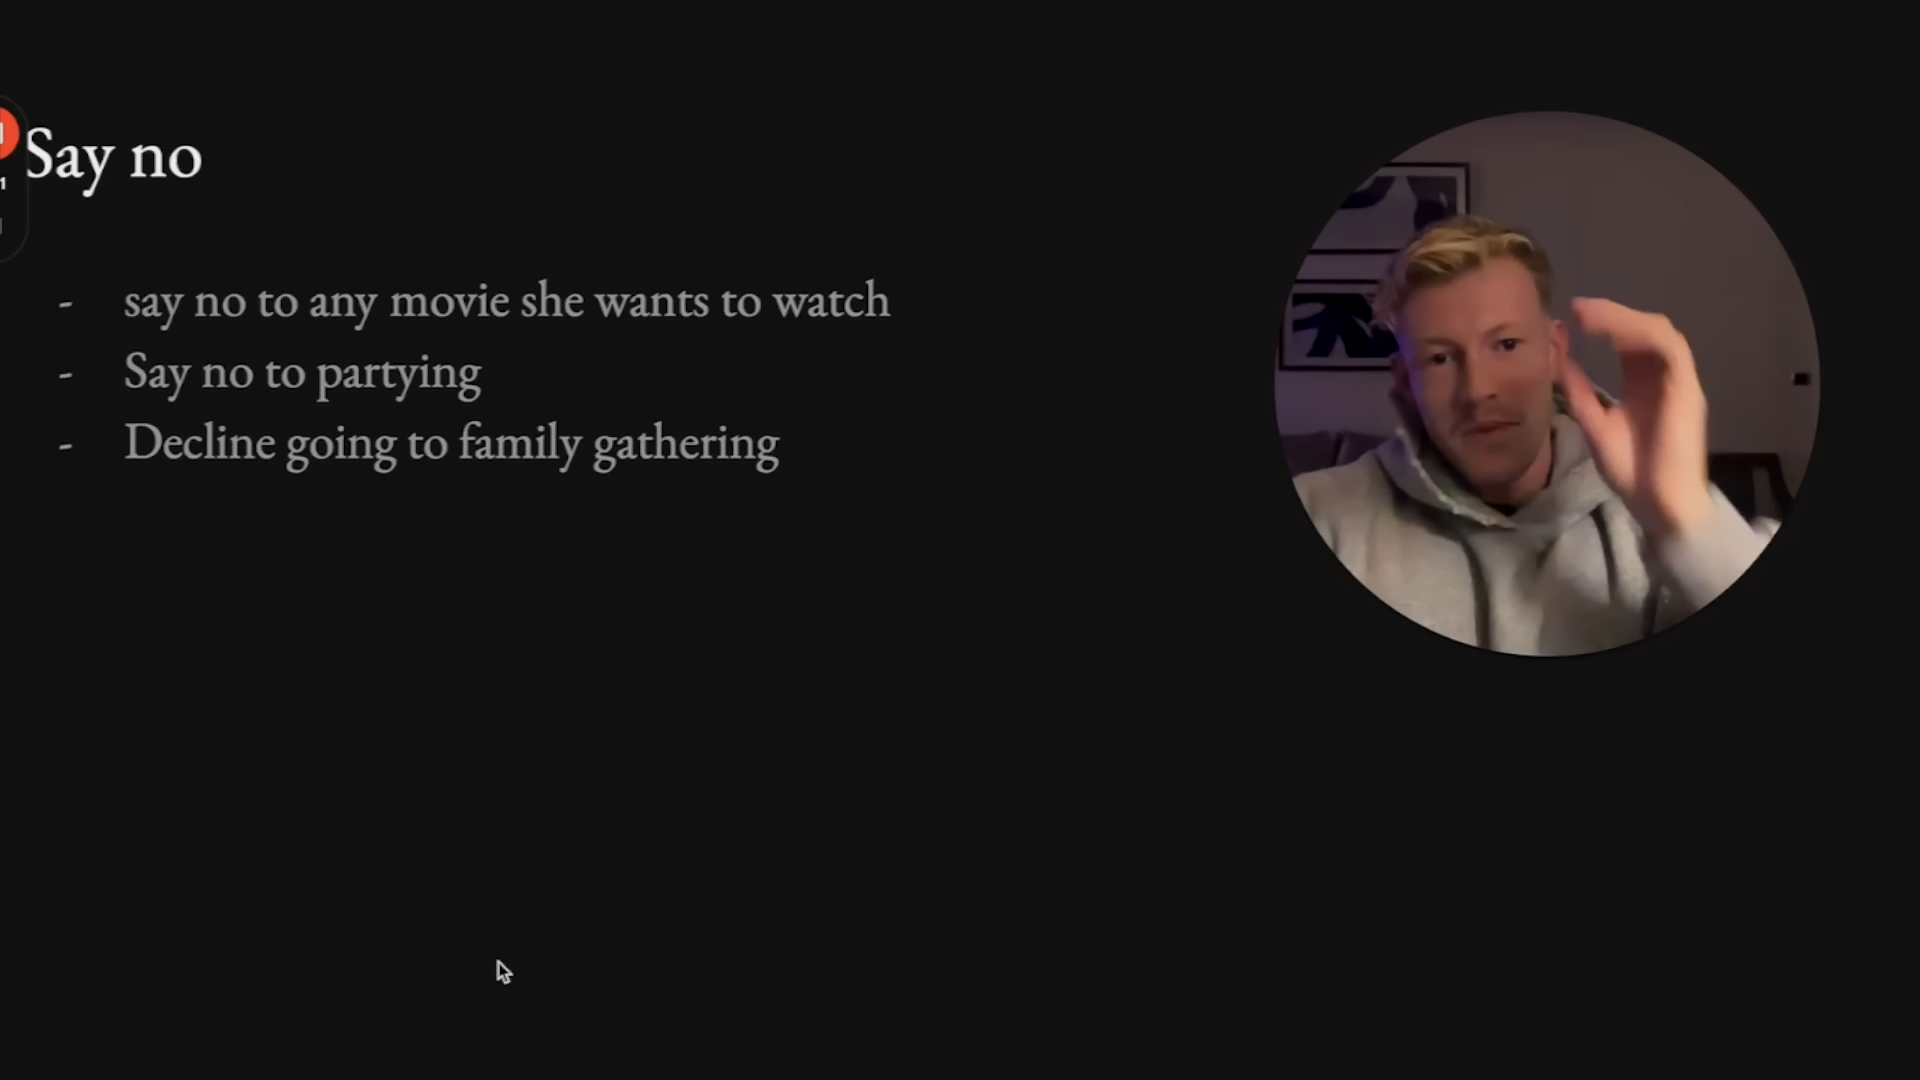 Say no
- say no to any movie she wants to watch
- Say no to partying
- Decline going to family gathering